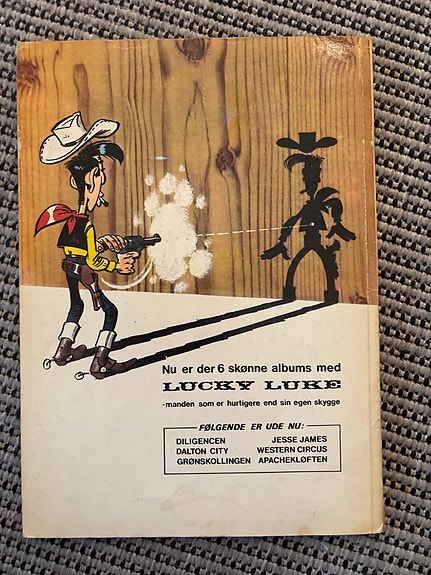 Nu er der 6 skønne albums med
LUCKY LUKE
-manden som er hurtigere end sin egen skygge
FØLGENDE ER UDE NU:
DILIGENCEN JESSE JAMES
DALTON CITY WESTERN CIRCUS
GRØNSKOLLINGEN APACHEKLØFTEN